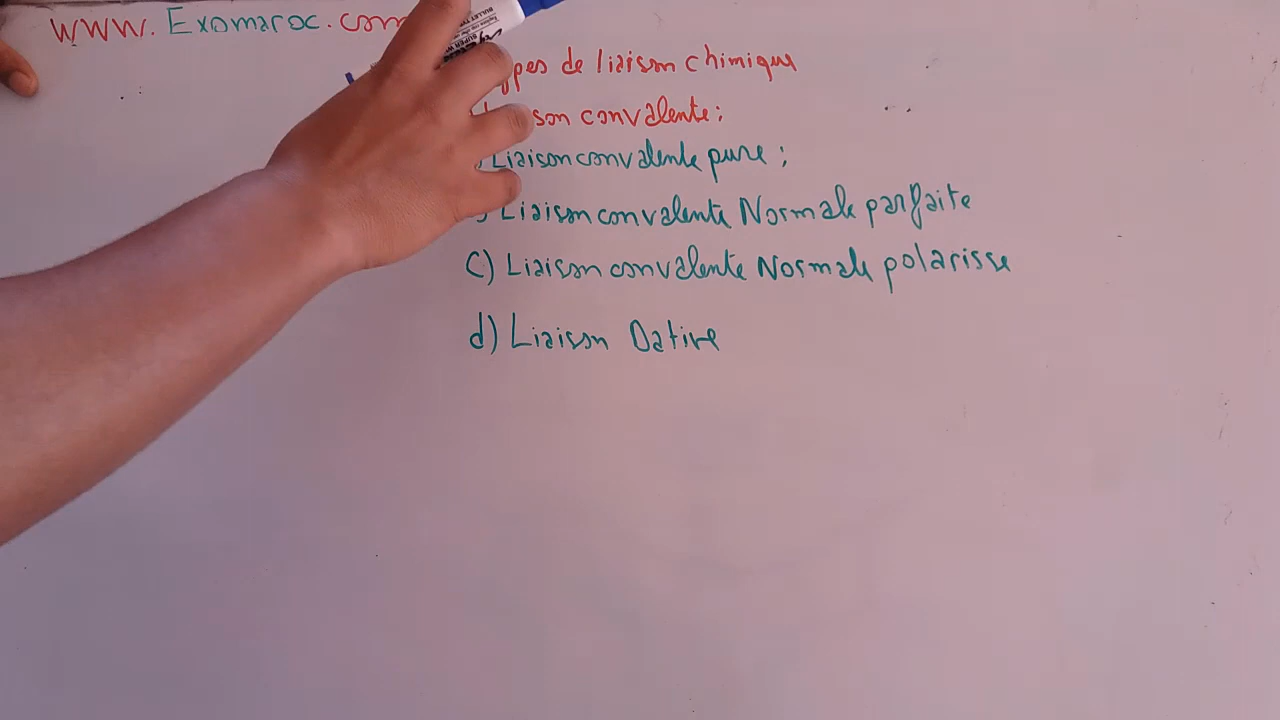 www.Exomaroc.com
ypes de liaison chimique
son convalente :
Liaison convalente pure ;
Liaison convalente Normale parfaite
C) Liaison convalente Normale polarisse
d) Liaison Dative